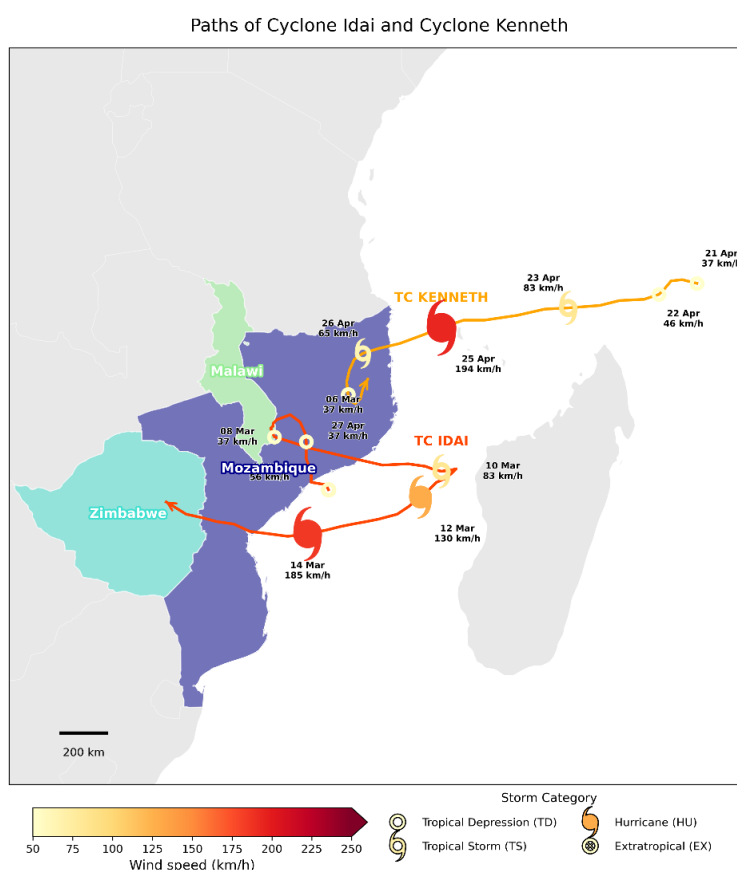 Paths of Cyclone Idai and Cyclone Kenneth
21 Apr
37 km/h
23 Apr
83 km/h
TC KENNETH
22 Apr
46 km/h
26 Apr
65 km/h
25 Apr
194 km/h
Malawi
06 Mar
37 km/h
27 Apr
37 km/h
08 Mar
37 km/h
TC IDAI
Mozambique
56 km/h
10 Mar
83 km/h
Zimbabwe
12 Mar
130 km/h
14 Mar
185 km/h
200 km
Storm Category
Tropical Depression (TD)
Hurricane (HU)
Tropical Storm (TS)
Extratropical (EX)
50 75 100 125 150 175 200 225 250
Wind speed (km/h)